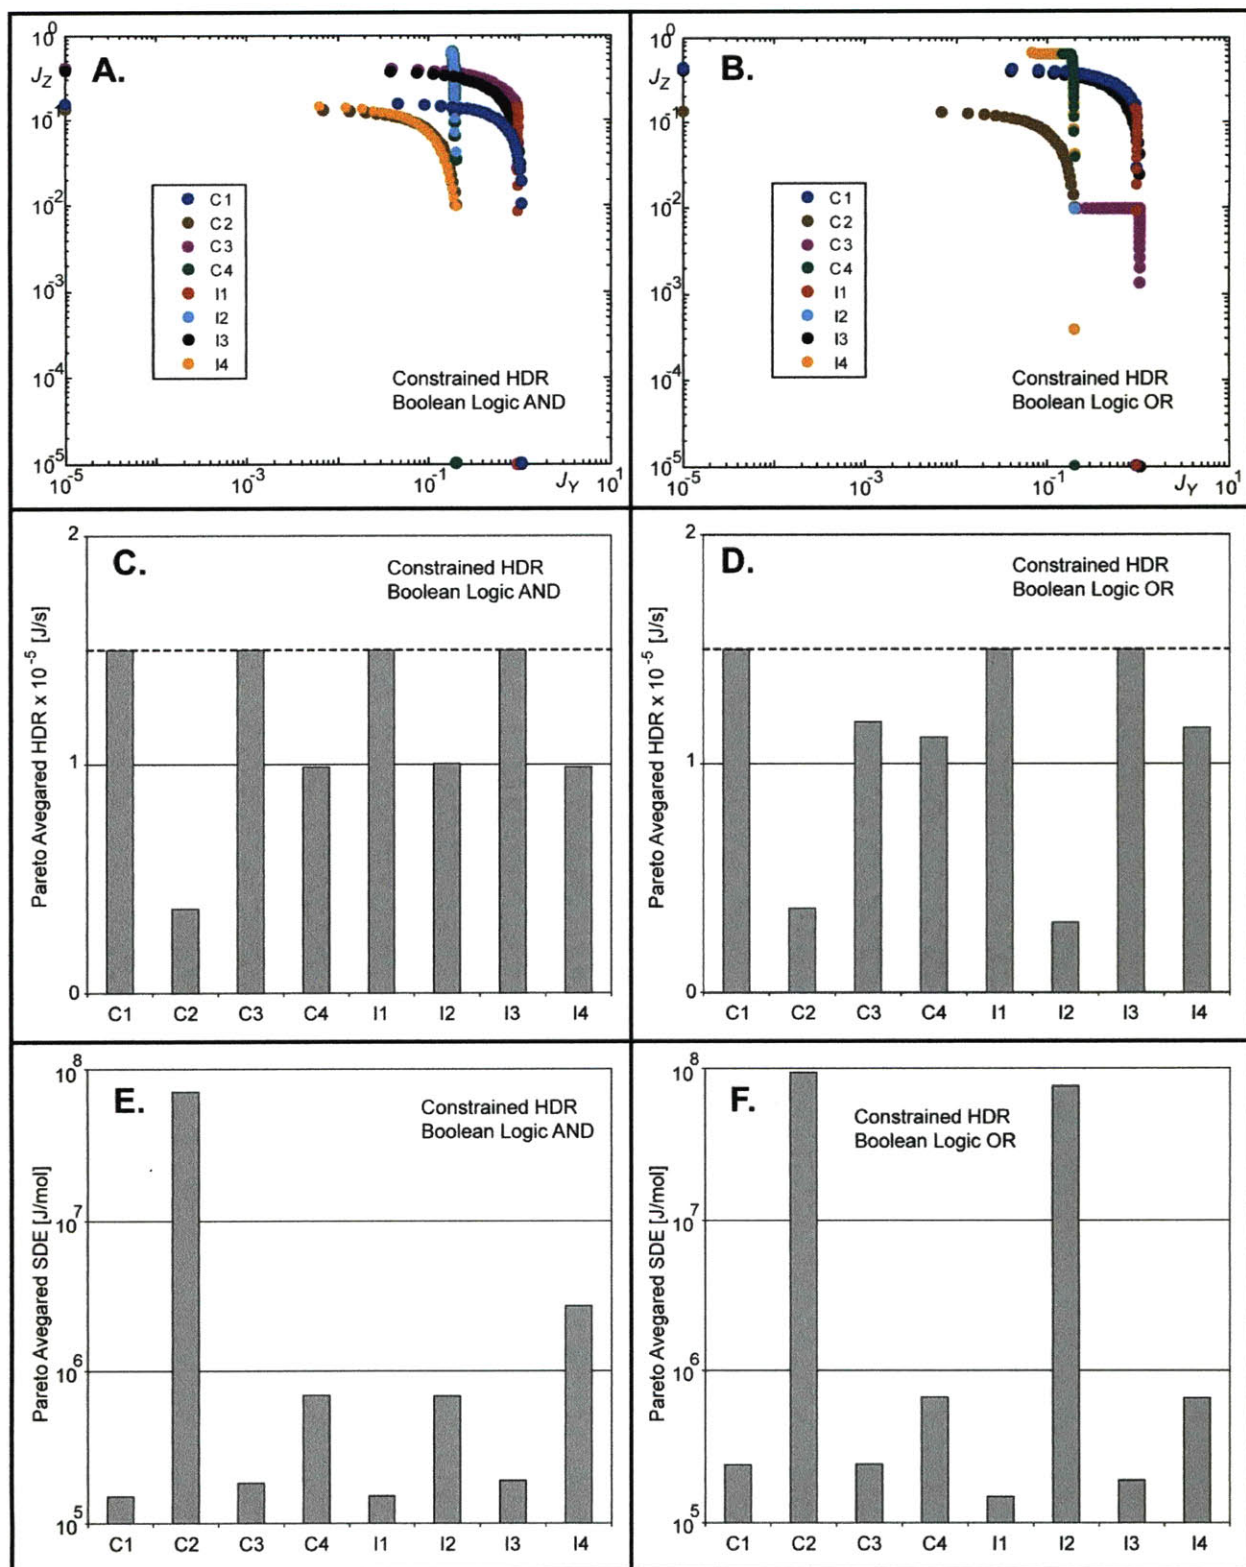 A.
J_Z
10^0
10^-1
10^-2
10^-3
10^-4
10^-5
C1
C2
C3
C4
I1
I2
I3
I4
Constrained HDR
Boolean Logic AND
10^-5
10^-3
10^-1
J_Y
10^1
B.
J_Z
10^0
10^-1
10^-2
10^-3
10^-4
10^-5
C1
C2
C3
C4
I1
I2
I3
I4
Constrained HDR
Boolean Logic OR
10^-5
10^-3
10^-1
J_Y
10^1
C.
Constrained HDR
Boolean Logic AND
Pareto Avegared HDR x 10^-5 [J/s]
2
1
0
C1 C2 C3 C4 I1 I2 I3 I4
D.
Constrained HDR
Boolean Logic OR
Pareto Avegared HDR x 10^-5 [J/s]
2
1
0
C1 C2 C3 C4 I1 I2 I3 I4
E.
Constrained HDR
Boolean Logic AND
Pareto Avegared SDE [J/mol]
10^8
10^7
10^6
10^5
C1 C2 C3 C4 I1 I2 I3 I4
F.
Constrained HDR
Boolean Logic OR
Pareto Avegared SDE [J/mol]
10^8
10^7
10^6
10^5
C1 C2 C3 C4 I1 I2 I3 I4